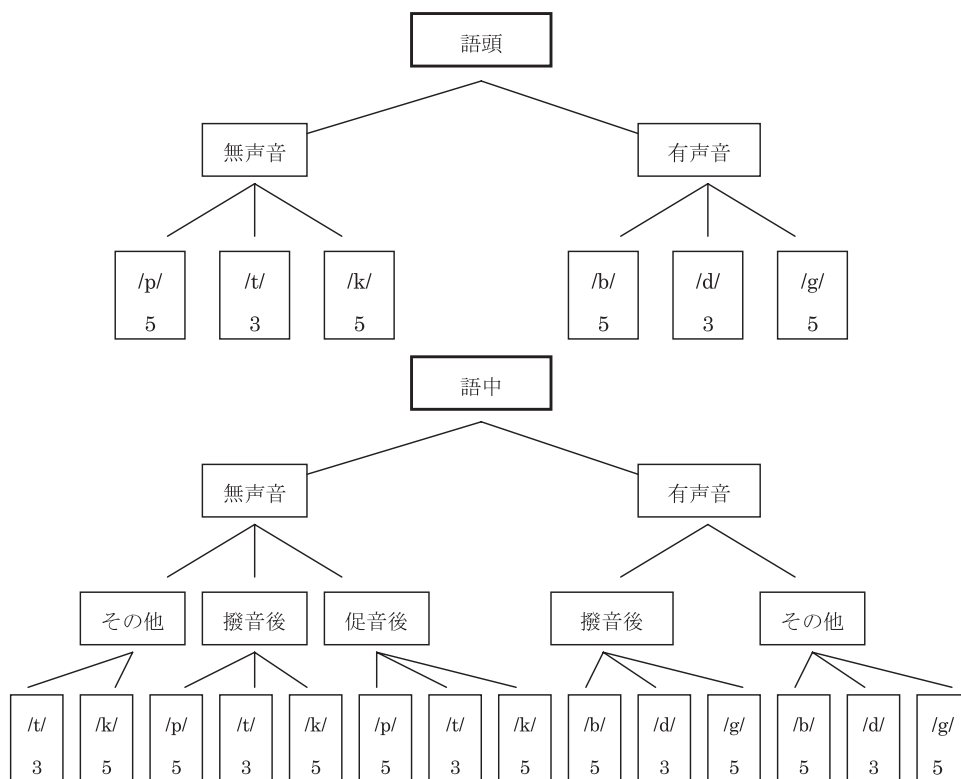 語頭
無声音 有声音
/p/ /t/ /k/ /b/ /d/ /g/
5 3 5 5 3 5
語中
無声音 有声音
その他 撥音後 促音後 撥音後 その他
/t/ /k/ /p/ /t/ /k/ /p/ /t/ /k/ /b/ /d/ /g/ /b/ /d/ /g/
3 5 5 3 5 5 3 5 5 3 5 5 3 5